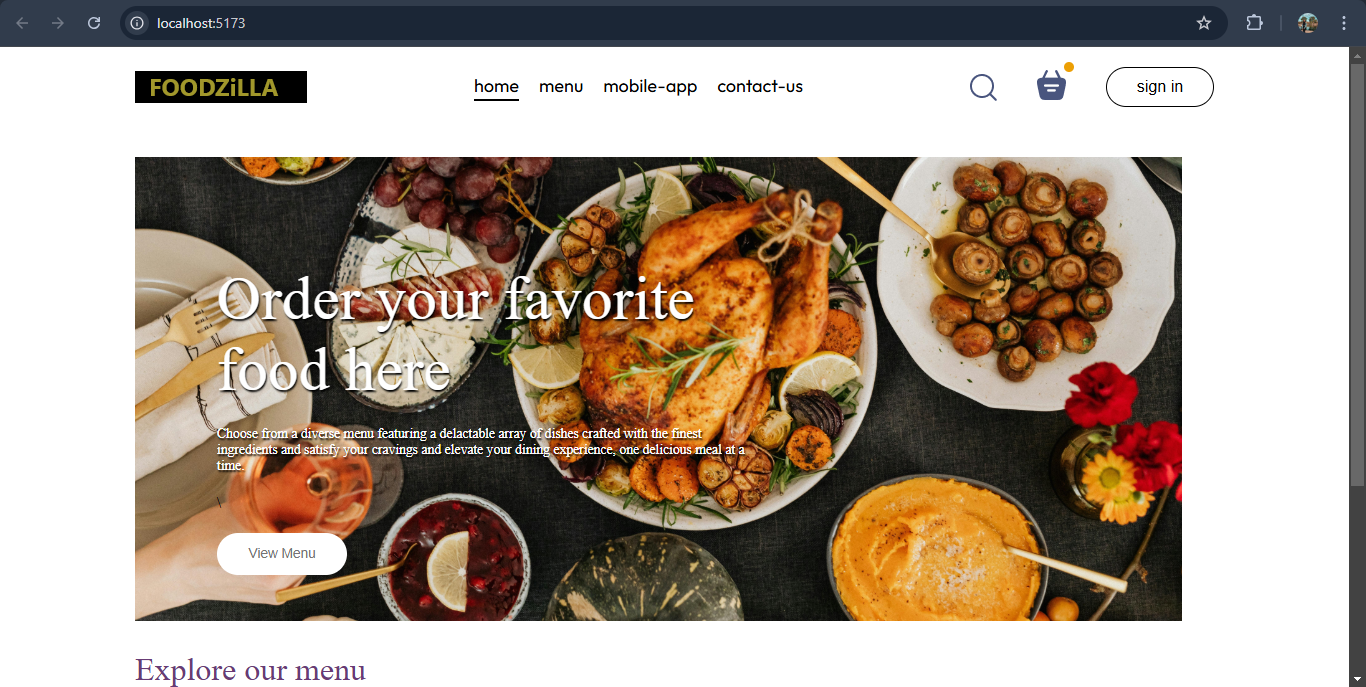 localhost:5173
FOODZiLLA
home menu mobile-app contact-us
sign in
Order your favorite
food here
Choose from a diverse menu featuring a delactable array of dishes crafted with the finest
ingredients and satisfy your cravings and elevate your dining experience, one delicious meal at a
time.
\
View Menu
Explore our menu